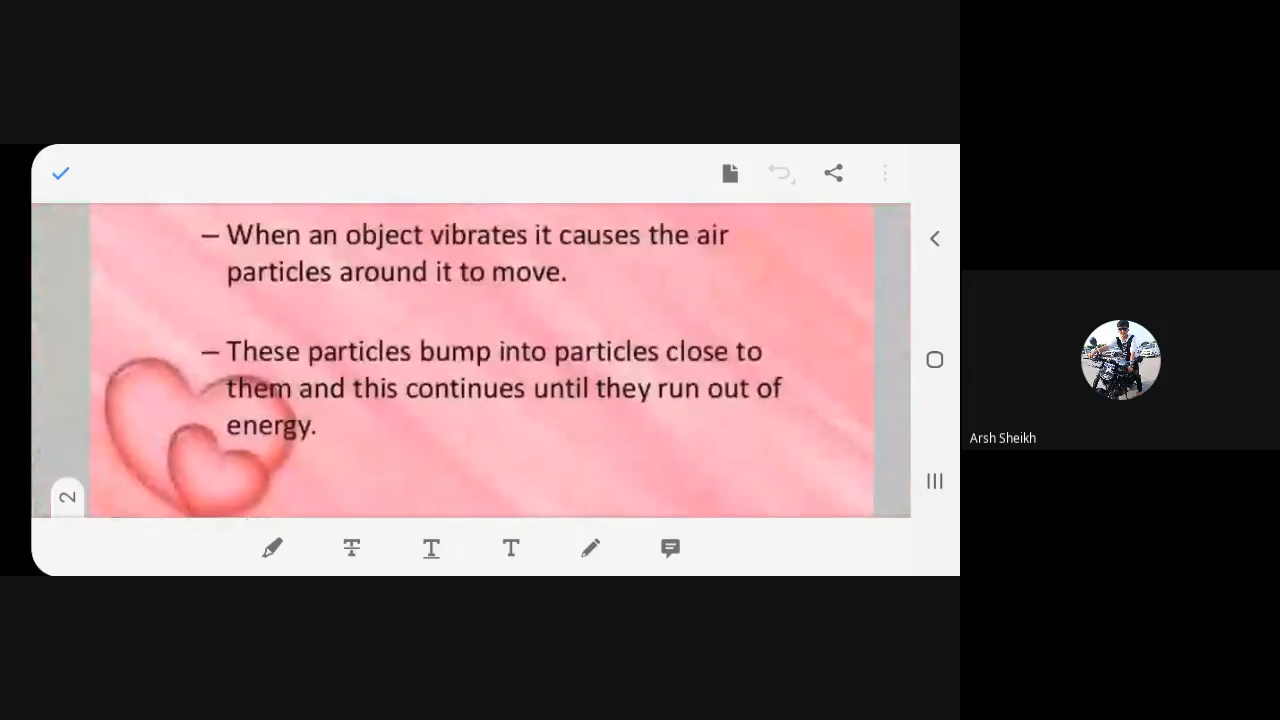 – When an object vibrates it causes the air
particles around it to move.
– These particles bump into particles close to
them and this continues until they run out of
energy.
2
T
T
T
Arsh Sheikh